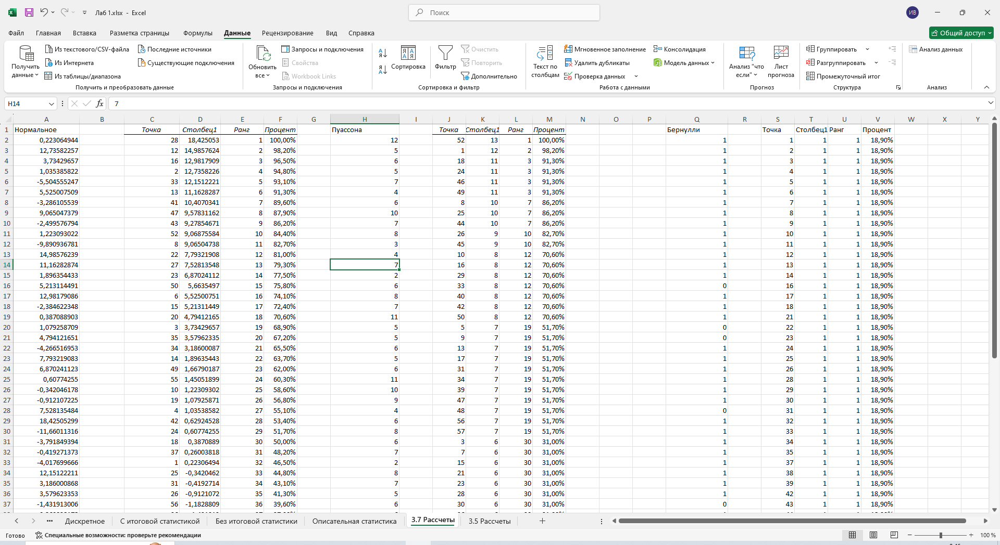 Лаб 1.xlsx - Excel
Поиск
ИВ
Файл Главная Вставка Разметка страницы Формулы Данные Рецензирование Вид Справка Общий доступ
Получить данные
Из текстового/CSV-файла
Из Интернета
Из таблицы/диапазона
Последние источники
Существующие подключения
Получить и преобразовать данные
Обновить все
Запросы и подключения
Свойства
Workbook Links
Запросы и подключения
Сортировка
Фильтр
Очистить
Повторить
Дополнительно
Сортировка и фильтр
Текст по столбцам
Мгновенное заполнение
Удалить дубликаты
Проверка данных
Консолидация
Модель данных
Работа с данными
Анализ "что если"
Лист прогноза
Прогноз
Группировать
Разгруппировать
Промежуточный итог
Структура
Анализ данных
Анализ
H14 fx 7
A B C D E F G H I J K L M N O P Q R S T U V W X Y
1 Нормальное Точка Столбец1 Ранг Процент Пуассона Точка Столбец1 Ранг Процент Бернулли Точка Столбец1 Ранг Процент
2 0,223064944 28 18,425053 1 100,00% 12 52 13 1 100,00% 1 1 1 1 18,90%
3 12,73582257 12 14,9857624 2 98,20% 5 1 12 2 98,20% 1 2 1 1 18,90%
4 3,73429657 16 12,9817909 3 96,50% 6 18 11 3 91,30% 1 3 1 1 18,90%
5 1,035385822 2 12,7358226 4 94,80% 5 24 11 3 91,30% 1 4 1 1 18,90%
6 -5,504555247 33 12,1512221 5 93,10% 7 46 11 3 91,30% 1 5 1 1 18,90%
7 5,525007509 13 11,1628287 6 91,30% 4 49 11 3 91,30% 1 6 1 1 18,90%
8 -3,286105539 41 10,4070341 7 89,60% 6 8 10 7 86,20% 1 7 1 1 18,90%
9 9,065047379 47 9,57831162 8 87,90% 10 25 10 7 86,20% 1 8 1 1 18,90%
10 -2,499576794 43 9,27854671 9 86,20% 7 44 10 7 86,20% 1 9 1 1 18,90%
11 1,223093022 52 9,06875584 10 84,40% 8 26 9 10 82,70% 1 10 1 1 18,90%
12 -9,890936781 8 9,06504738 11 82,70% 3 45 9 10 82,70% 1 11 1 1 18,90%
13 14,98576239 22 7,79321908 12 81,00% 4 10 8 12 70,60% 1 12 1 1 18,90%
14 11,16282874 27 7,52813548 13 79,30% 7 16 8 12 70,60% 1 13 1 1 18,90%
15 1,896354433 23 6,87024112 14 77,50% 2 29 8 12 70,60% 1 14 1 1 18,90%
16 5,213114491 50 5,6635497 15 75,80% 6 33 8 12 70,60% 0 16 1 1 18,90%
17 12,98179086 6 5,52500751 16 74,10% 8 40 8 12 70,60% 1 17 1 1 18,90%
18 -2,384622348 15 5,21311449 17 72,40% 7 42 8 12 70,60% 1 18 1 1 18,90%
19 0,387088903 20 4,79412165 18 70,60% 11 50 8 12 70,60% 1 21 1 1 18,90%
20 1,079258709 3 3,73429657 19 68,90% 5 5 7 19 51,70% 0 22 1 1 18,90%
21 4,794121651 35 3,57962335 20 67,20% 5 9 7 19 51,70% 0 23 1 1 18,90%
22 -4,266516953 34 3,18600087 21 65,50% 6 13 7 19 51,70% 1 24 1 1 18,90%
23 7,793219083 14 1,89635443 22 63,70% 5 17 7 19 51,70% 1 25 1 1 18,90%
24 6,870241123 49 1,66790187 23 62,00% 6 31 7 19 51,70% 1 26 1 1 18,90%
25 0,60774255 55 1,45051899 24 60,30% 11 34 7 19 51,70% 1 28 1 1 18,90%
26 -0,342046178 10 1,22309302 25 58,60% 10 39 7 19 51,70% 1 29 1 1 18,90%
27 -0,912107225 19 1,07925871 26 56,80% 9 47 7 19 51,70% 1 30 1 1 18,90%
28 7,528135484 4 1,03538582 27 55,10% 4 48 7 19 51,70% 0 31 1 1 18,90%
29 18,42505299 42 0,62924528 28 53,40% 6 56 7 19 51,70% 1 32 1 1 18,90%
30 -11,66011316 24 0,60774255 29 51,70% 8 57 7 19 51,70% 1 33 1 1 18,90%
31 -3,791849394 18 0,3870889 30 50,00% 6 3 6 30 31,00% 1 34 1 1 18,90%
32 -0,419271373 37 0,26003818 31 48,20% 7 7 6 30 31,00% 1 35 1 1 18,90%
33 -4,017699666 1 0,22306494 32 46,50% 2 15 6 30 31,00% 1 37 1 1 18,90%
34 12,15122211 25 -0,3420462 33 44,80% 8 21 6 30 31,00% 1 38 1 1 18,90%
35 3,186000868 31 -0,4192714 34 43,10% 7 23 6 30 31,00% 1 39 1 1 18,90%
36 3,579623353 26 -0,9121072 35 41,30% 5 28 6 30 31,00% 1 42 1 1 18,90%
37 -1,431913006 56 -1,1828809 36 39,60% 6 30 6 30 31,00% 0 43 1 1 18,90%
Дискретное С итоговой статистикой Без итоговой статистики Описательная статистика 3.7 Рассчеты 3.5 Рассчеты
Готово Специальные возможности: проверьте рекомендации 100 %